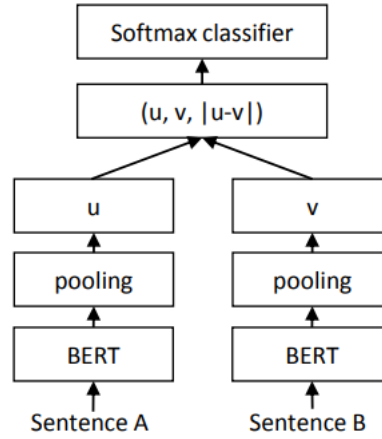 Softmax classifier
(u, v, |u-v|)
u v
pooling pooling
BERT BERT
Sentence A Sentence B